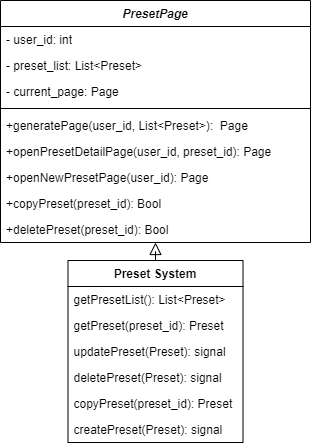 PresetPage
- user_id: int
- preset_list: List<Preset>
- current_page: Page
+generatePage(user_id, List<Preset>):  Page
+openPresetDetailPage(user_id, preset_id): Page
+openNewPresetPage(user_id): Page
+copyPreset(preset_id): Bool
+deletePreset(preset_id): Bool
Preset System
getPresetList(): List<Preset>
getPreset(preset_id): Preset
updatePreset(Preset): signal
deletePreset(Preset): signal
copyPreset(preset_id): Preset
createPreset(Preset): signal